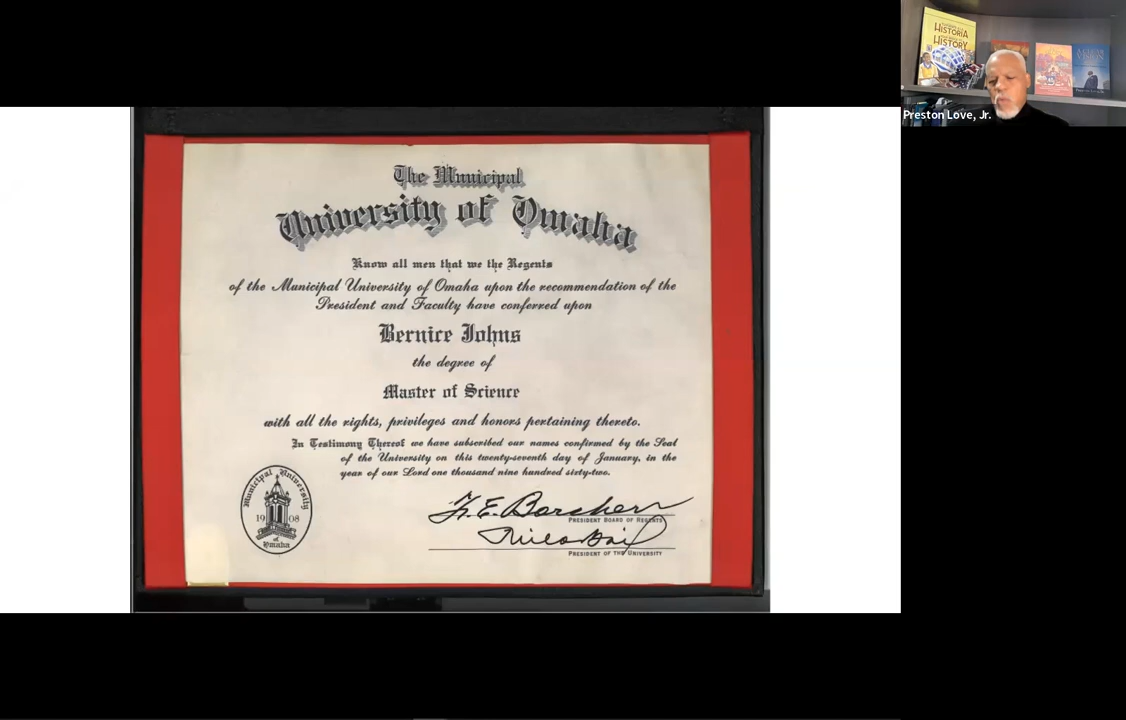 The Municipal
University of Omaha
Know all men that we the Regents
of the Municipal University of Omaha upon the recommendation of the
President and Faculty have conferred upon
Bernice Johns
the degree of
Master of Science
with all the rights, privileges and honors pertaining thereto.
In Testimony Thereof we have subscribed our names confirmed by the Seal
of the University on this twenty-seventh day of January, in the
year of our Lord one thousand nine hundred sixty-two.
Municipal University
1908
of
Omaha
PRESIDENT BOARD OF REGENTS
PRESIDENT OF THE UNIVERSITY
HISTORIA
HISTORY
Preston Love, Jr.